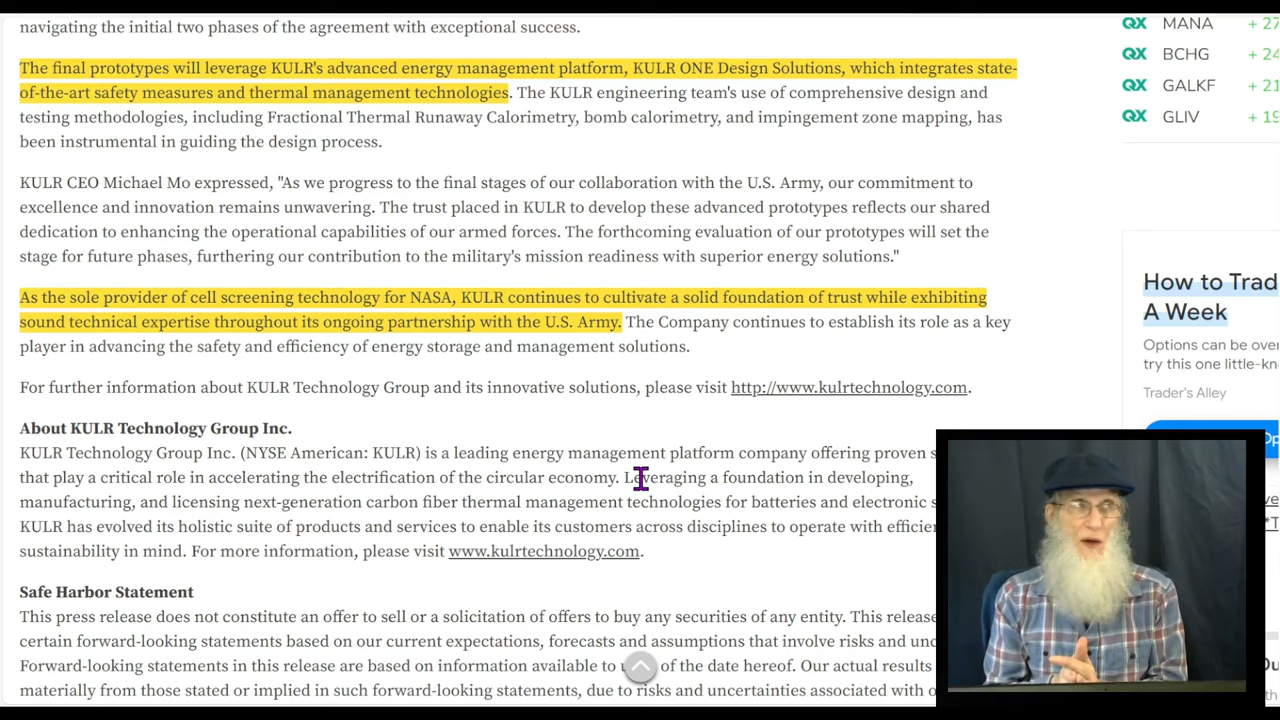 navigating the initial two phases of the agreement with exceptional success.
The final prototypes will leverage KULR's advanced energy management platform, KULR ONE Design Solutions, which integrates state-
of-the-art safety measures and thermal management technologies. The KULR engineering team's use of comprehensive design and
testing methodologies, including Fractional Thermal Runaway Calorimetry, bomb calorimetry, and impingement zone mapping, has
been instrumental in guiding the design process.
KULR CEO Michael Mo expressed, "As we progress to the final stages of our collaboration with the U.S. Army, our commitment to
excellence and innovation remains unwavering. The trust placed in KULR to develop these advanced prototypes reflects our shared
dedication to enhancing the operational capabilities of our armed forces. The forthcoming evaluation of our prototypes will set the
stage for future phases, furthering our contribution to the military's mission readiness with superior energy solutions."
As the sole provider of cell screening technology for NASA, KULR continues to cultivate a solid foundation of trust while exhibiting
sound technical expertise throughout its ongoing partnership with the U.S. Army. The Company continues to establish its role as a key
player in advancing the safety and efficiency of energy storage and management solutions.
For further information about KULR Technology Group and its innovative solutions, please visit http://www.kulrtechnology.com.
About KULR Technology Group Inc.
KULR Technology Group Inc. (NYSE American: KULR) is a leading energy management platform company offering proven s
that play a critical role in accelerating the electrification of the circular economy. Leveraging a foundation in developing,
manufacturing, and licensing next-generation carbon fiber thermal management technologies for batteries and electronic s
KULR has evolved its holistic suite of products and services to enable its customers across disciplines to operate with efficien
sustainability in mind. For more information, please visit www.kulrtechnology.com.
Safe Harbor Statement
This press release does not constitute an offer to sell or a solicitation of offers to buy any securities of any entity. This release
certain forward-looking statements based on our current expectations, forecasts and assumptions that involve risks and unc
Forward-looking statements in this release are based on information available to u of the date hereof. Our actual results
materially from those stated or implied in such forward-looking statements, due to risks and uncertainties associated with o
QX MANA + 27
QX BCHG + 24
QX GALKF + 21
QX GLIV + 19
How to Trad
A Week
Options can be over
try this one little-kn
Trader's Alley
Op